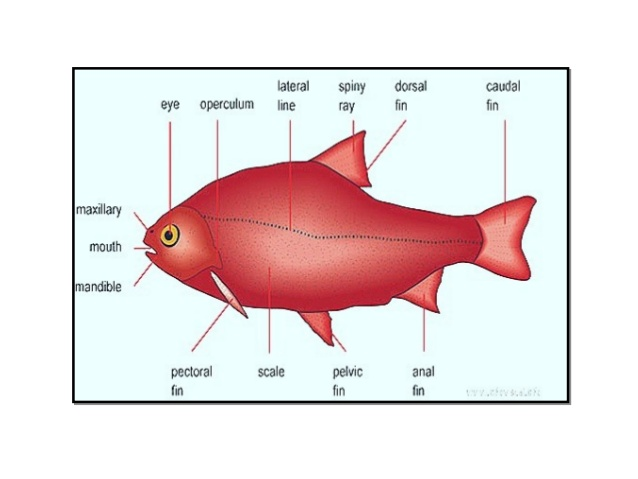 lateral spiny dorsal caudal
eye operculum line ray fin fin
maxillary
mouth
mandible
pectoral scale pelvic anal
fin fin fin